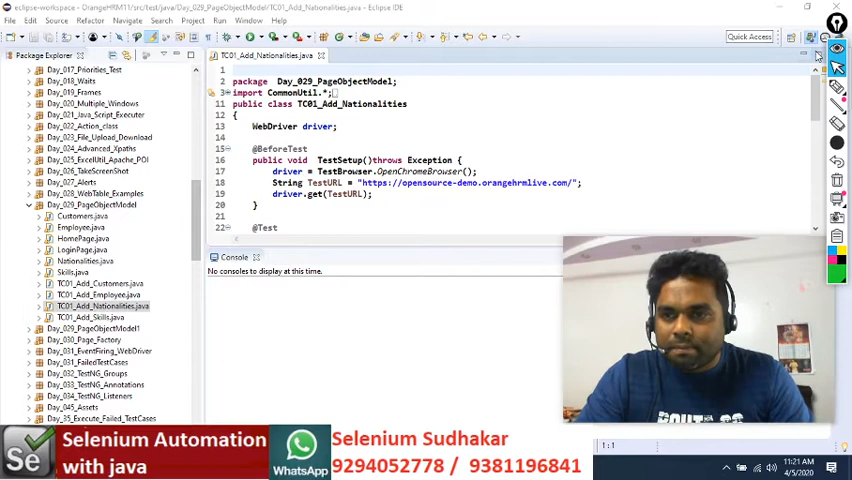 eclipse-workspace - OrangeHRM11/src/test/java/Day_029_PageObjectModel/TC01_Add_Nationalities.java - Eclipse IDE
File Edit Source Refactor Navigate Search Project Run Window Help
Quick Access
Package Explorer
TC01_Add_Nationalities.java
Day_017_Priorities_Test
Day_018_Waits
Day_019_Frames
Day_020_Multiple_Windows
Day_021_Java_Script_Executer
Day_022_Action_class
Day_023_File_Upload_Download
Day_024_Advanced_Xpaths
Day_025_ExcelUtil_Apache_POI
Day_026_TakeScreenShot
Day_027_Alerts
Day_028_WebTable_Examples
Day_029_PageObjectModel
Customers.java
Employee.java
HomePage.java
LoginPage.java
Nationalities.java
Skills.java
TC01_Add_Customers.java
TC01_Add_Employee.java
TC01_Add_Nationalities.java
TC01_Add_Skills.java
Day_029_PageObjectModel1
Day_030_Page_Factory
Day_031_EventFiring_WebDriver
Day_031_FailedTestCases
Day_032_TestNG_Groups
Day_033_TestNG_Annotations
Day_034_TestNG_Listeners
Day_045_Assets
Day_35_Execute_Failed_TestCases
1
2 package Day_029_PageObjectModel;
3 import CommonUtil.*;
11 public class TC01_Add_Nationalities
12 {
13 WebDriver driver;
14
15 @BeforeTest
16 public void TestSetup()throws Exception {
17 driver = TestBrowser.OpenChromeBrowser();
18 String TestURL = "https://opensource-demo.orangehrmlive.com/";
19 driver.get(TestURL);
20 }
21
22 @Test
Console
No consoles to display at this time.
Se
Selenium Automation
with java
WhatsApp
Selenium Sudhakar
9294052778 / 9381196841
1:1
11:21 AM
4/5/2020